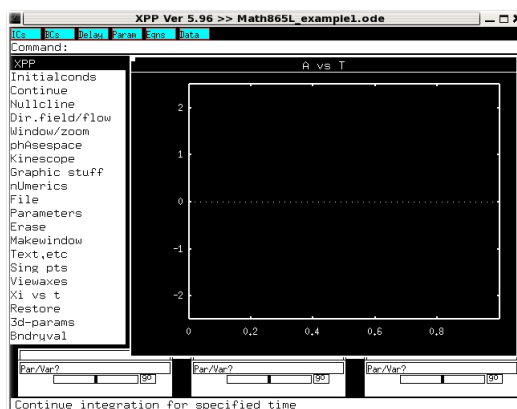 XPP Ver 5.96 >> Math865L_example1.ode
ICs BCs Delay Param Eqns Data
Command:
XPP
Initialconds
Continue
Nullcline
Dir.field/flow
Window/zoom
phAsespace
Kinescope
Graphic stuff
nUmerics
File
Parameters
Erase
Makewindow
Text,etc
Sing pts
Viewaxes
Xi vs t
Restore
3d-params
Bndryval
A vs T
2
1
0
-1
-2
0 0.2 0.4 0.6 0.8
Par/Var? Par/Var? Par/Var?
go go go
Continue integration for specified time